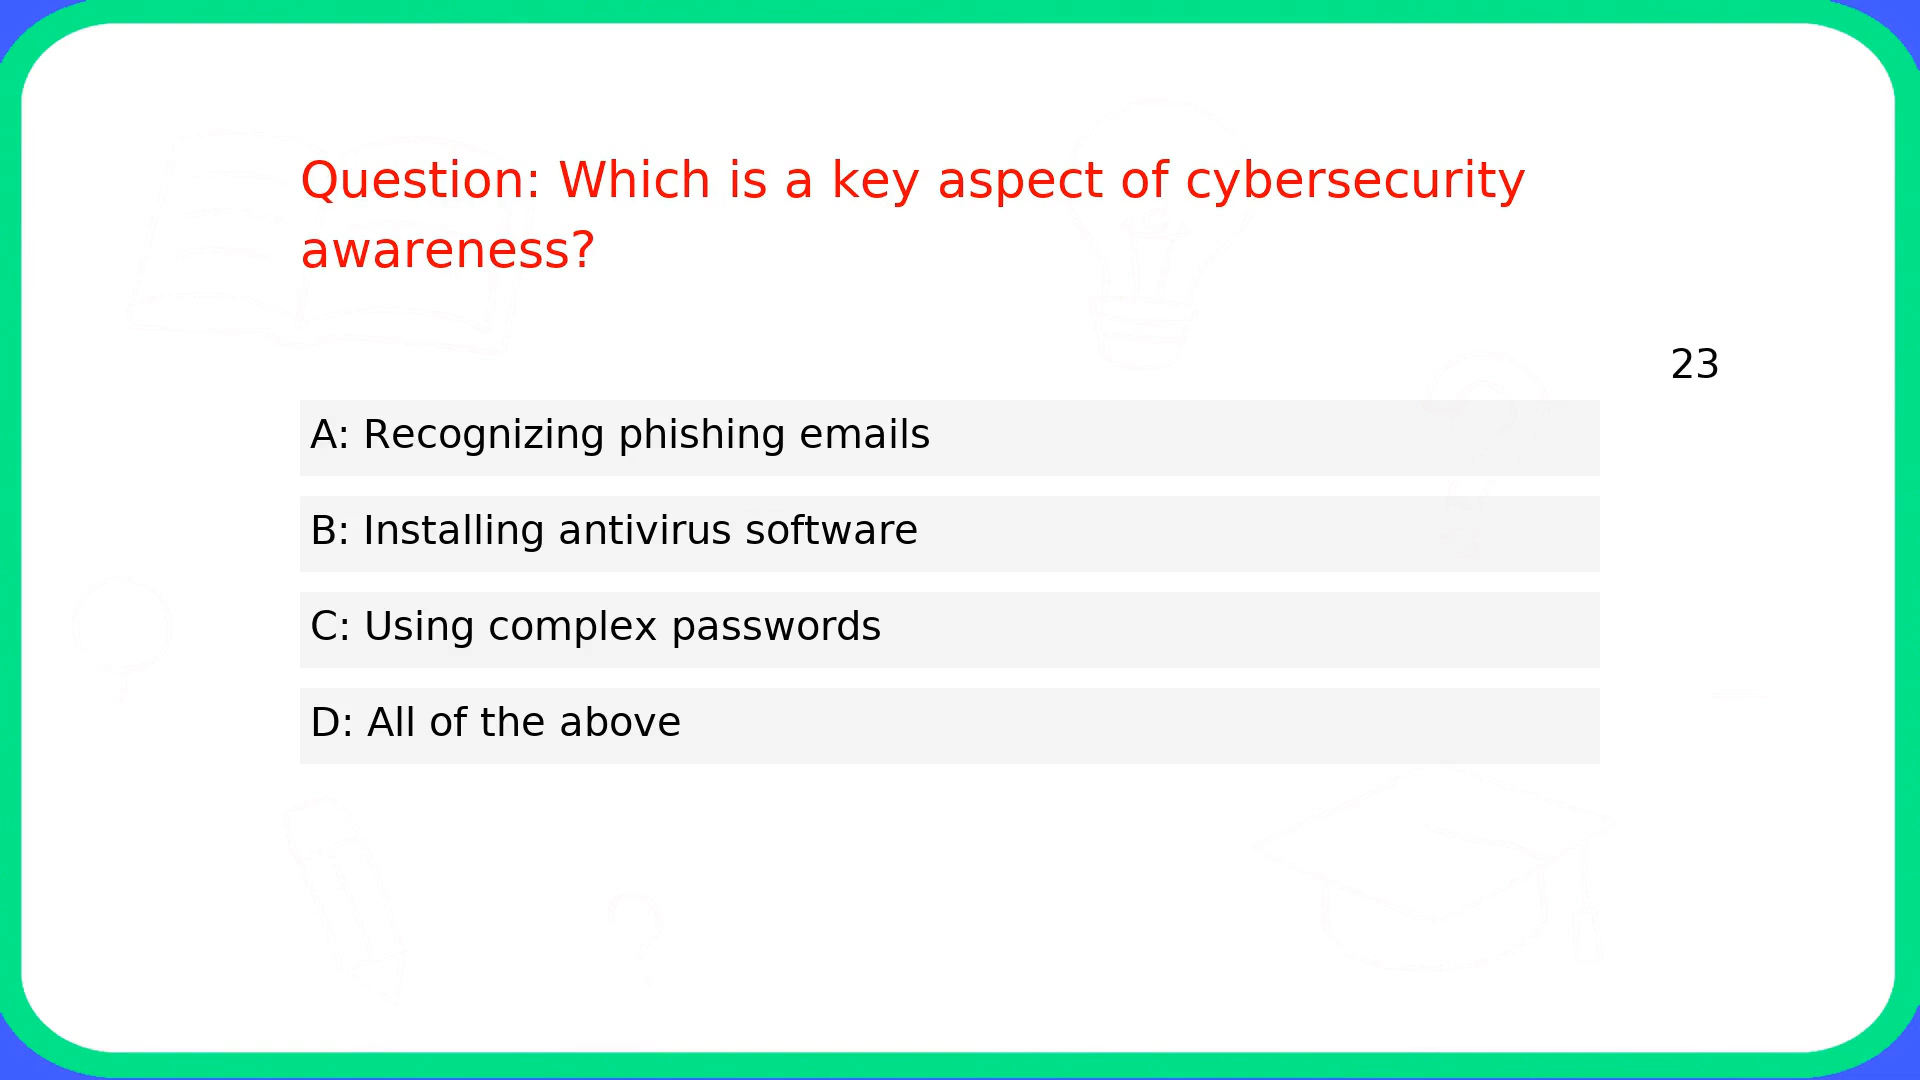 Question: Which is a key aspect of cybersecurity
awareness?
23
A: Recognizing phishing emails
B: Installing antivirus software
C: Using complex passwords
D: All of the above